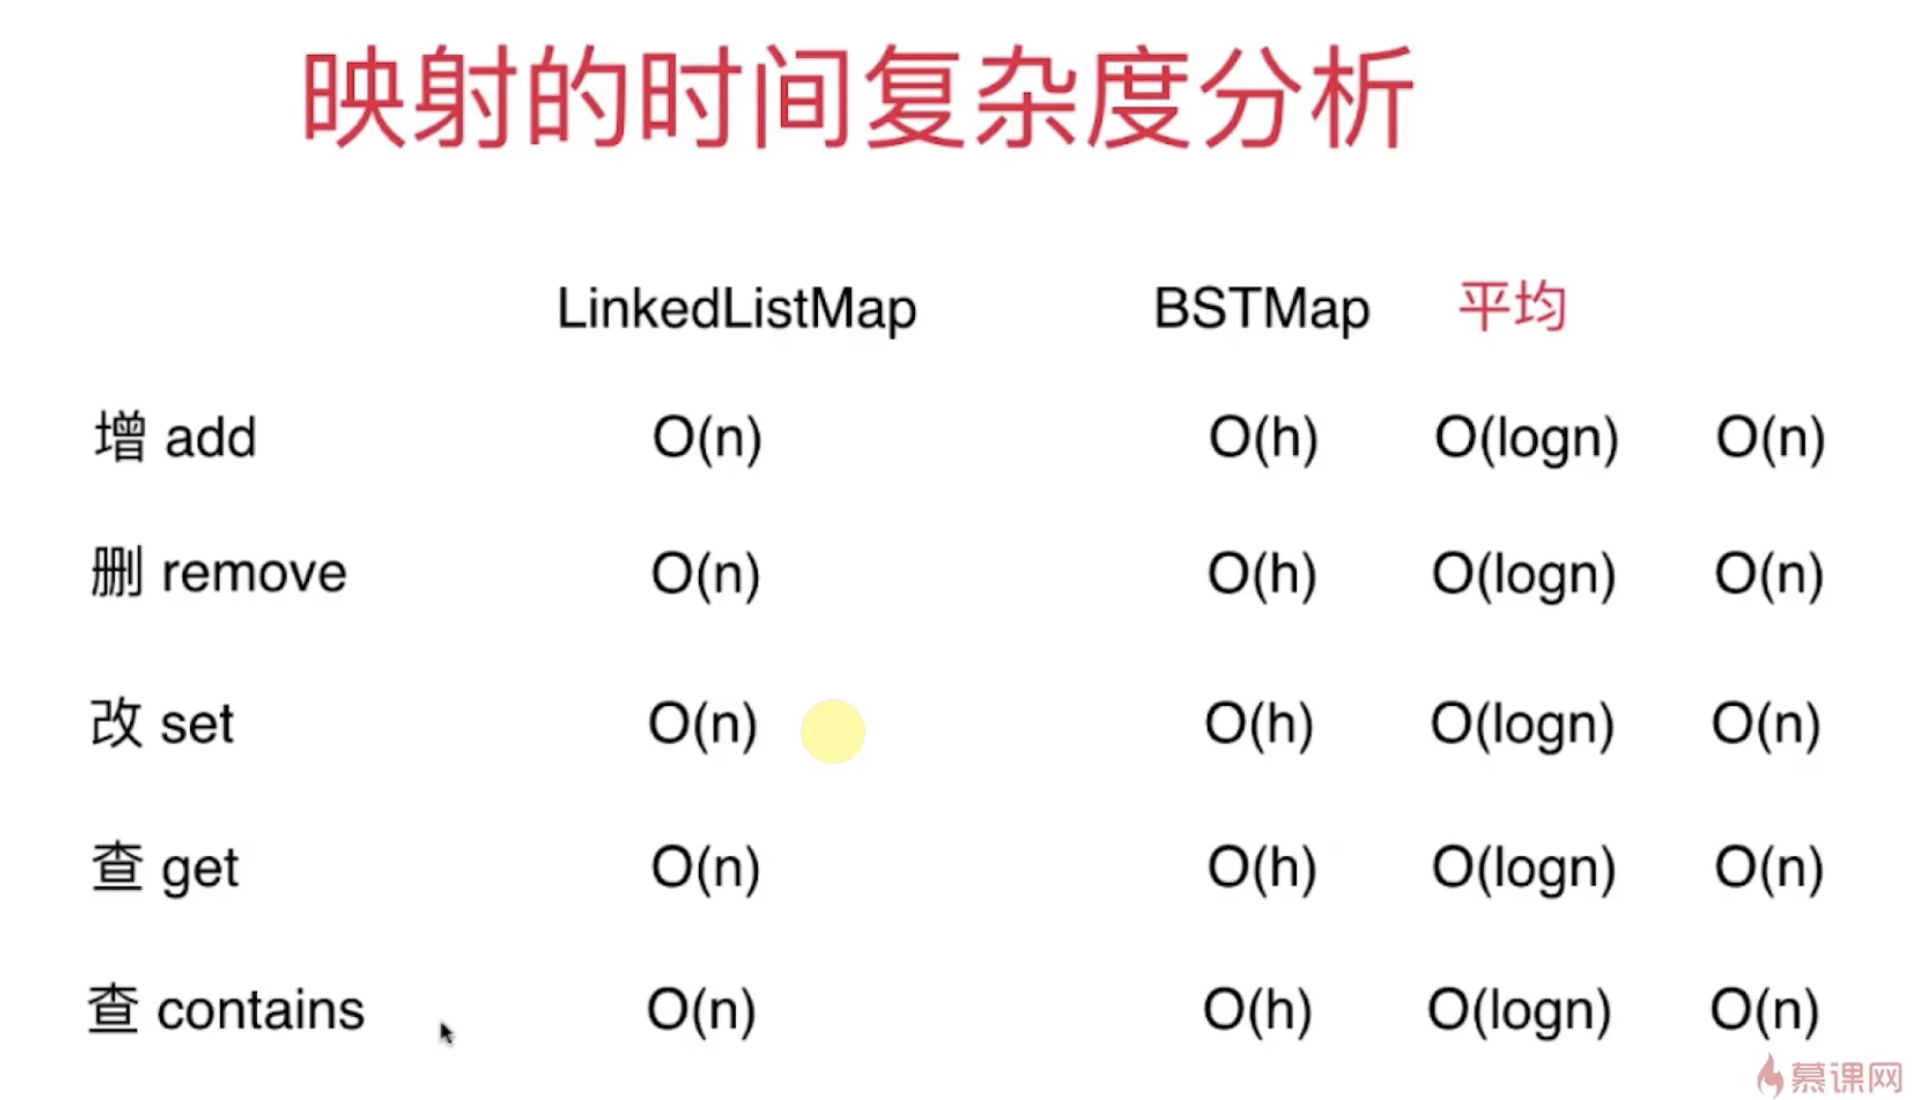 映射的时间复杂度分析
LinkedListMap BSTMap 平均
增 add O(n) O(h) O(logn) O(n)
删 remove O(n) O(h) O(logn) O(n)
改 set O(n) O(h) O(logn) O(n)
查 get O(n) O(h) O(logn) O(n)
查 contains O(n) O(h) O(logn) O(n)
慕课网